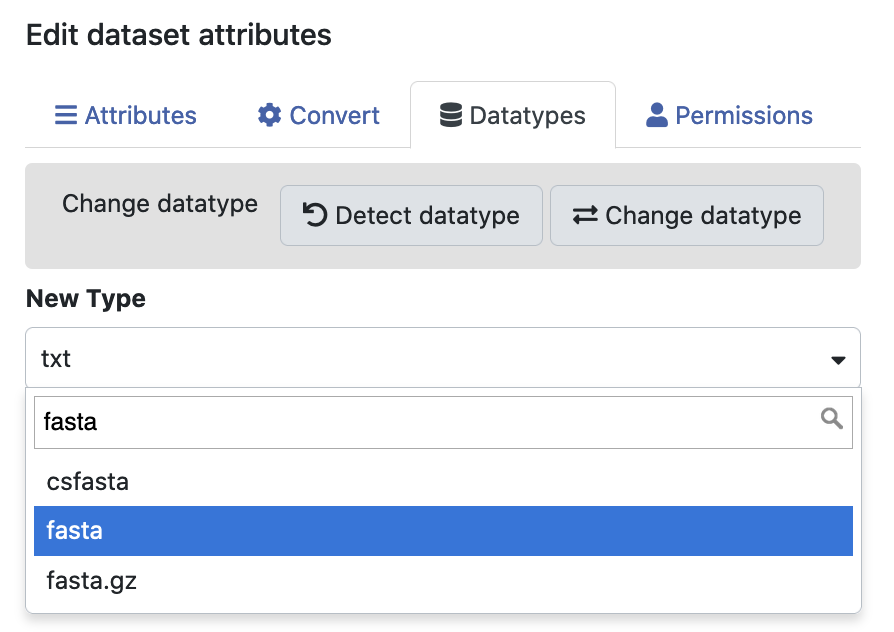 Edit dataset attributes
Attributes Convert Datatypes Permissions
Change datatype Detect datatype Change datatype
New Type
txt
fasta
csfasta
fasta
fasta.gz